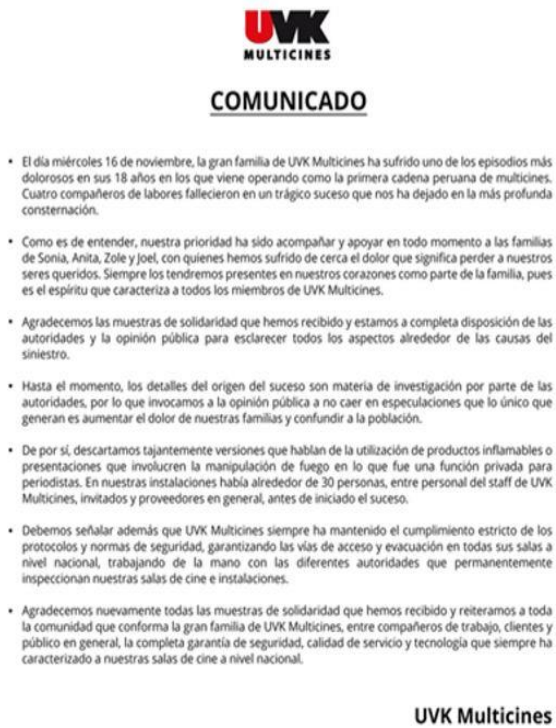 UVK
MULTICINES
COMUNICADO
• El día miércoles 16 de noviembre, la gran familia de UVK Multicines ha sufrido uno de los episodios más
dolorosos en sus 18 años en los que viene operando como la primera cadena peruana de multicines.
Cuatro compañeros de labores fallecieron en un trágico suceso que nos ha dejado en la más profunda
consternación.
• Como es de entender, nuestra prioridad ha sido acompañar y apoyar en todo momento a las familias
de Sonia, Anita, Zole y Joel, con quienes hemos sufrido de cerca el dolor que significa perder a nuestros
seres queridos. Siempre los tendremos presentes en nuestros corazones como parte de la familia, pues
es el espíritu que caracteriza a todos los miembros de UVK Multicines.
• Agradecemos las muestras de solidaridad que hemos recibido y estamos a completa disposición de las
autoridades y la opinión pública para esclarecer todos los aspectos alrededor de las causas del
siniestro.
• Hasta el momento, los detalles del origen del suceso son materia de investigación por parte de las
autoridades, por lo que invocamos a la opinión pública a no caer en especulaciones que lo único que
generan es aumentar el dolor de nuestras familias y confundir a la población.
• De por sí, descartamos tajantemente versiones que hablan de la utilización de productos inflamables o
presentaciones que involucren la manipulación de fuego en lo que fue una función privada para
periodistas. En nuestras instalaciones había alrededor de 30 personas, entre personal del staff de UVK
Multicines, invitados y proveedores en general, antes de iniciado el suceso.
• Debemos señalar además que UVK Multicines siempre ha mantenido el cumplimiento estricto de los
protocolos y normas de seguridad, garantizando las vías de acceso y evacuación en todas sus salas a
nivel nacional, trabajando de la mano con las diferentes autoridades que permanentemente
inspeccionan nuestras salas de cine e instalaciones.
• Agradecemos nuevamente todas las muestras de solidaridad que hemos recibido y reiteramos a toda
la comunidad que conforma la gran familia de UVK Multicines, entre compañeros de trabajo, clientes y
público en general, la completa garantía de seguridad, calidad de servicio y tecnología que siempre ha
caracterizado a nuestras salas de cine a nivel nacional.
UVK Multicines